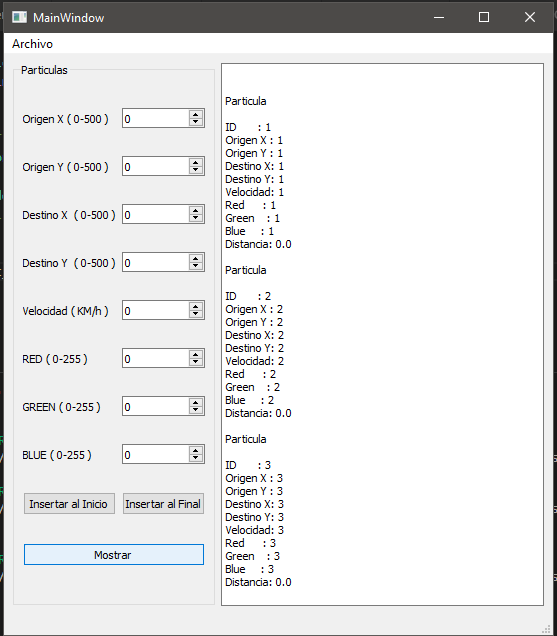 MainWindow
Archivo
Particulas
Origen X ( 0-500 )
0
Origen Y ( 0-500 )
0
Destino X  ( 0-500 )
0
Destino Y  ( 0-500 )
0
Velocidad ( KM/h )
0
RED ( 0-255 )
0
GREEN ( 0-255 )
0
BLUE ( 0-255 )
0
Insertar al Inicio
Insertar al Final
Mostrar
Particula
ID      : 1
Origen X : 1
Origen Y : 1
Destino X: 1
Destino Y: 1
Velocidad: 1
Red     : 1
Green   : 1
Blue    : 1
Distancia: 0.0
Particula
ID      : 2
Origen X : 2
Origen Y : 2
Destino X: 2
Destino Y: 2
Velocidad: 2
Red     : 2
Green   : 2
Blue    : 2
Distancia: 0.0
Particula
ID      : 3
Origen X : 3
Origen Y : 3
Destino X: 3
Destino Y: 3
Velocidad: 3
Red     : 3
Green   : 3
Blue    : 3
Distancia: 0.0